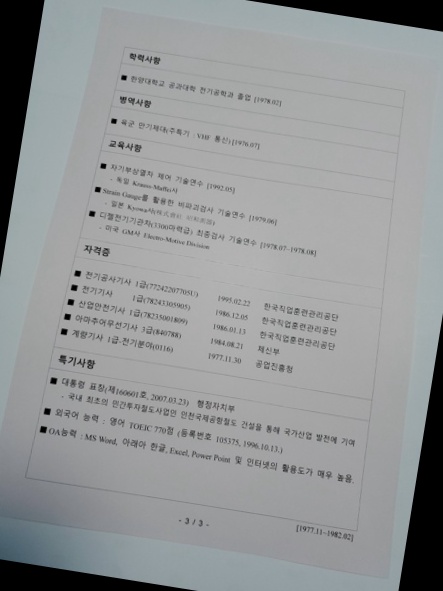 학력사항
■ 한양대학교 공과대학 전기공학과 졸업 [1978.02]
병역사항
■ 육군 만기제대(주특기 : VHF 통신) [1976.07]
교육사항
■ 자기부상열차 제어 기술연수 [1992.05]
- 독일 Krauss-Maffei사
■ Strain Gauge를 활용한 비파괴검사 기술연수 [1979.06]
- 일본 Kyowa사(株式會社
■ 디젤전기기관차(3300마력급) 최종검사 기술연수 [1978.07~1978.08]
- 미국 GM사 Electro-Motive Division
자격증
■ 전기공사기사 1급(77242207705U) 1995.02.22 한국직업훈련관리공단
■ 전기기사 1급(78243305905) 1986.12.05 한국직업훈련관리공단
■ 산업안전기사 1급(78235001809) 1986.01.13 한국직업훈련관리공단
■ 아마추어무선기사 3급(840788) 1984.08.21 체신부
■ 계량기사 1급-전기분야(0116) 1977.11.30 공업진흥청
특기사항
■ 대통령 표창(제160601호, 2007.03.23) 행정자치부
- 국내 최초의 민간투자철도사업인 인천국제공항철도 건설을 통해 국가산업 발전에 기여
■ 외국어 능력 : 영어 TOEIC 770점 (등록번호 105375, 1996.10.13.)
■ OA능력 : MS Word, 아래아 한글, Excel, Power Point 및 인터넷의 활용도가 매우 높음.
- 3 / 3 -
[1977.11~1982.02]